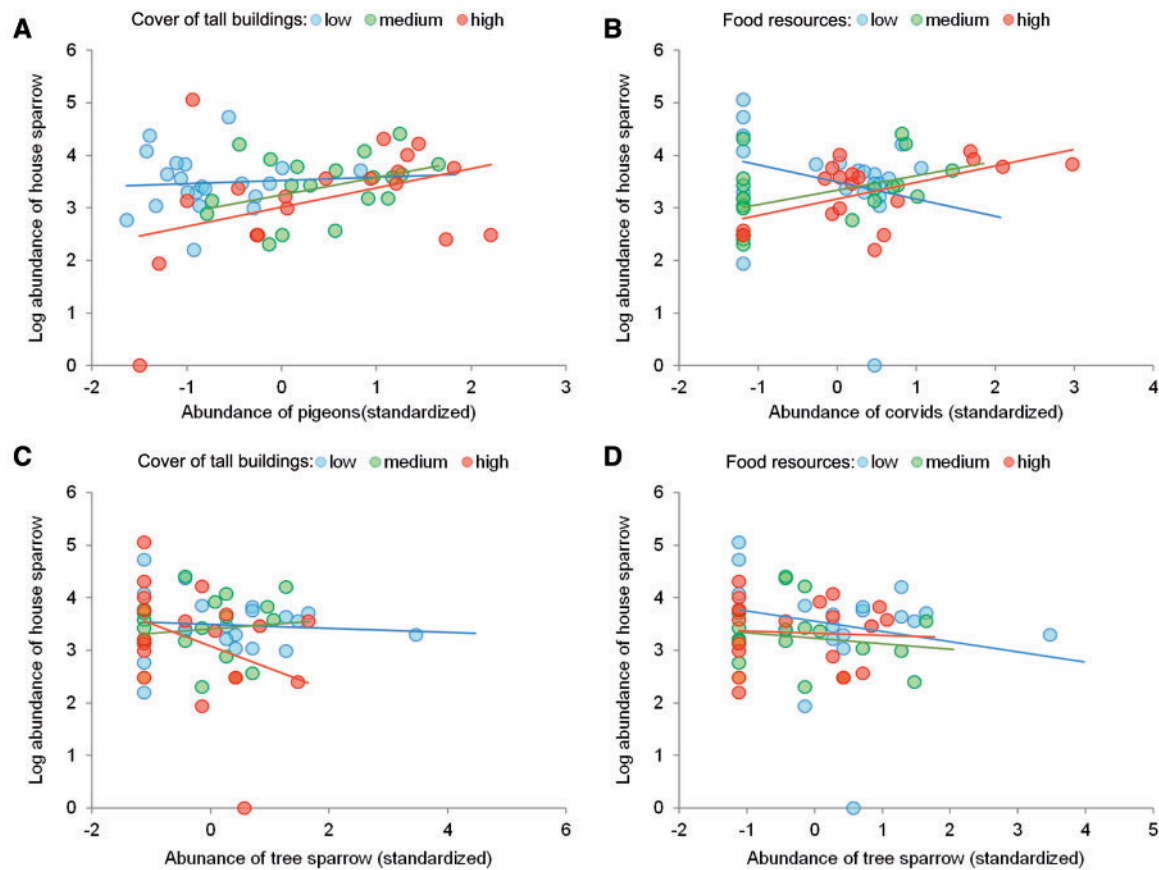 A
Cover of tall buildings: low medium high
Log abundance of house sparrow
6
5
4
3
2
1
0
-2 -1 0 1 2 3
Abundance of pigeons(standardized)
B
Food resources: low medium high
Log abundance of house sparrow
6
5
4
3
2
1
0
-2 -1 0 1 2 3 4
Abundance of corvids (standardized)
C
Cover of tall buildings: low medium high
Log abundance of house sparrow
6
5
4
3
2
1
0
-2 0 2 4 6
Abunance of tree sparrow (standardized)
D
Food resources: low medium high
Log abundance of house sparrow
6
5
4
3
2
1
0
-2 -1 0 1 2 3 4 5
Abundance of tree sparrow (standardized)